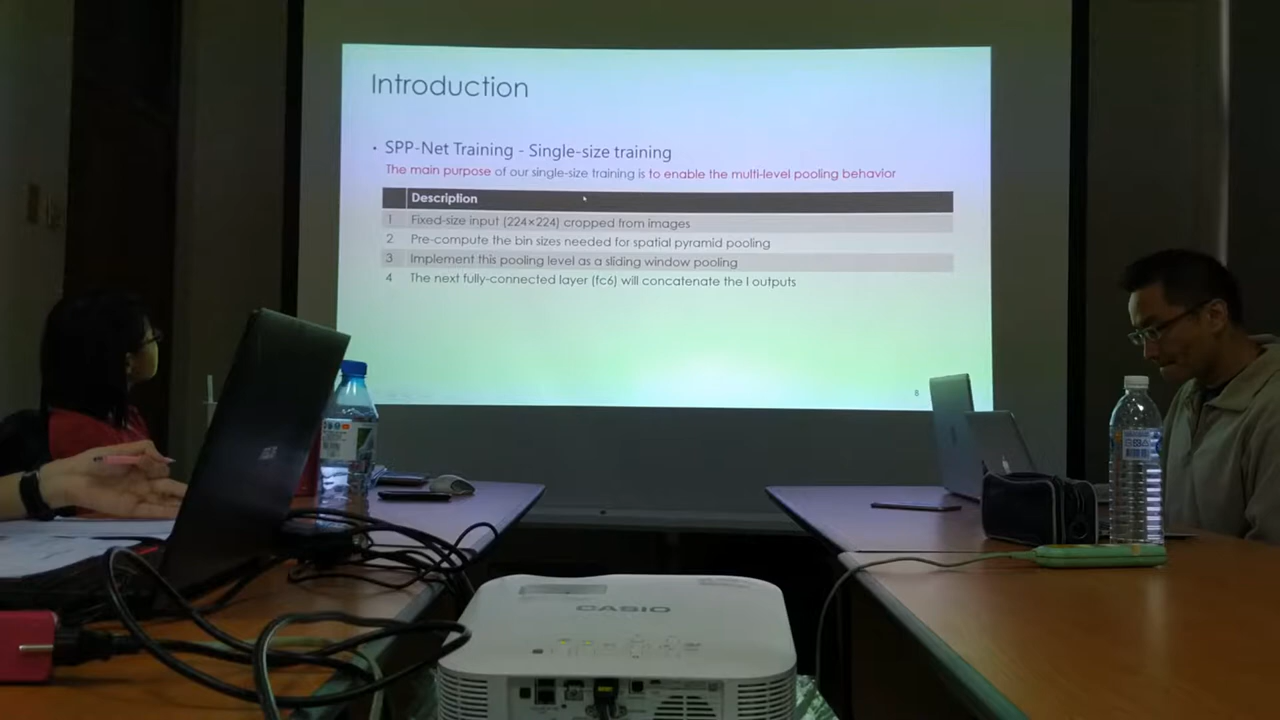 Introduction
• SPP-Net Training - Single-size training
The main purpose of our single-size training is to enable the multi-level pooling behavior
Description
1 Fixed-size input (224×224) cropped from images
2 Pre-compute the bin sizes needed for spatial pyramid pooling
3 Implement this pooling level as a sliding window pooling
4 The next fully-connected layer (fc6) will concatenate the l outputs
8
CASIO